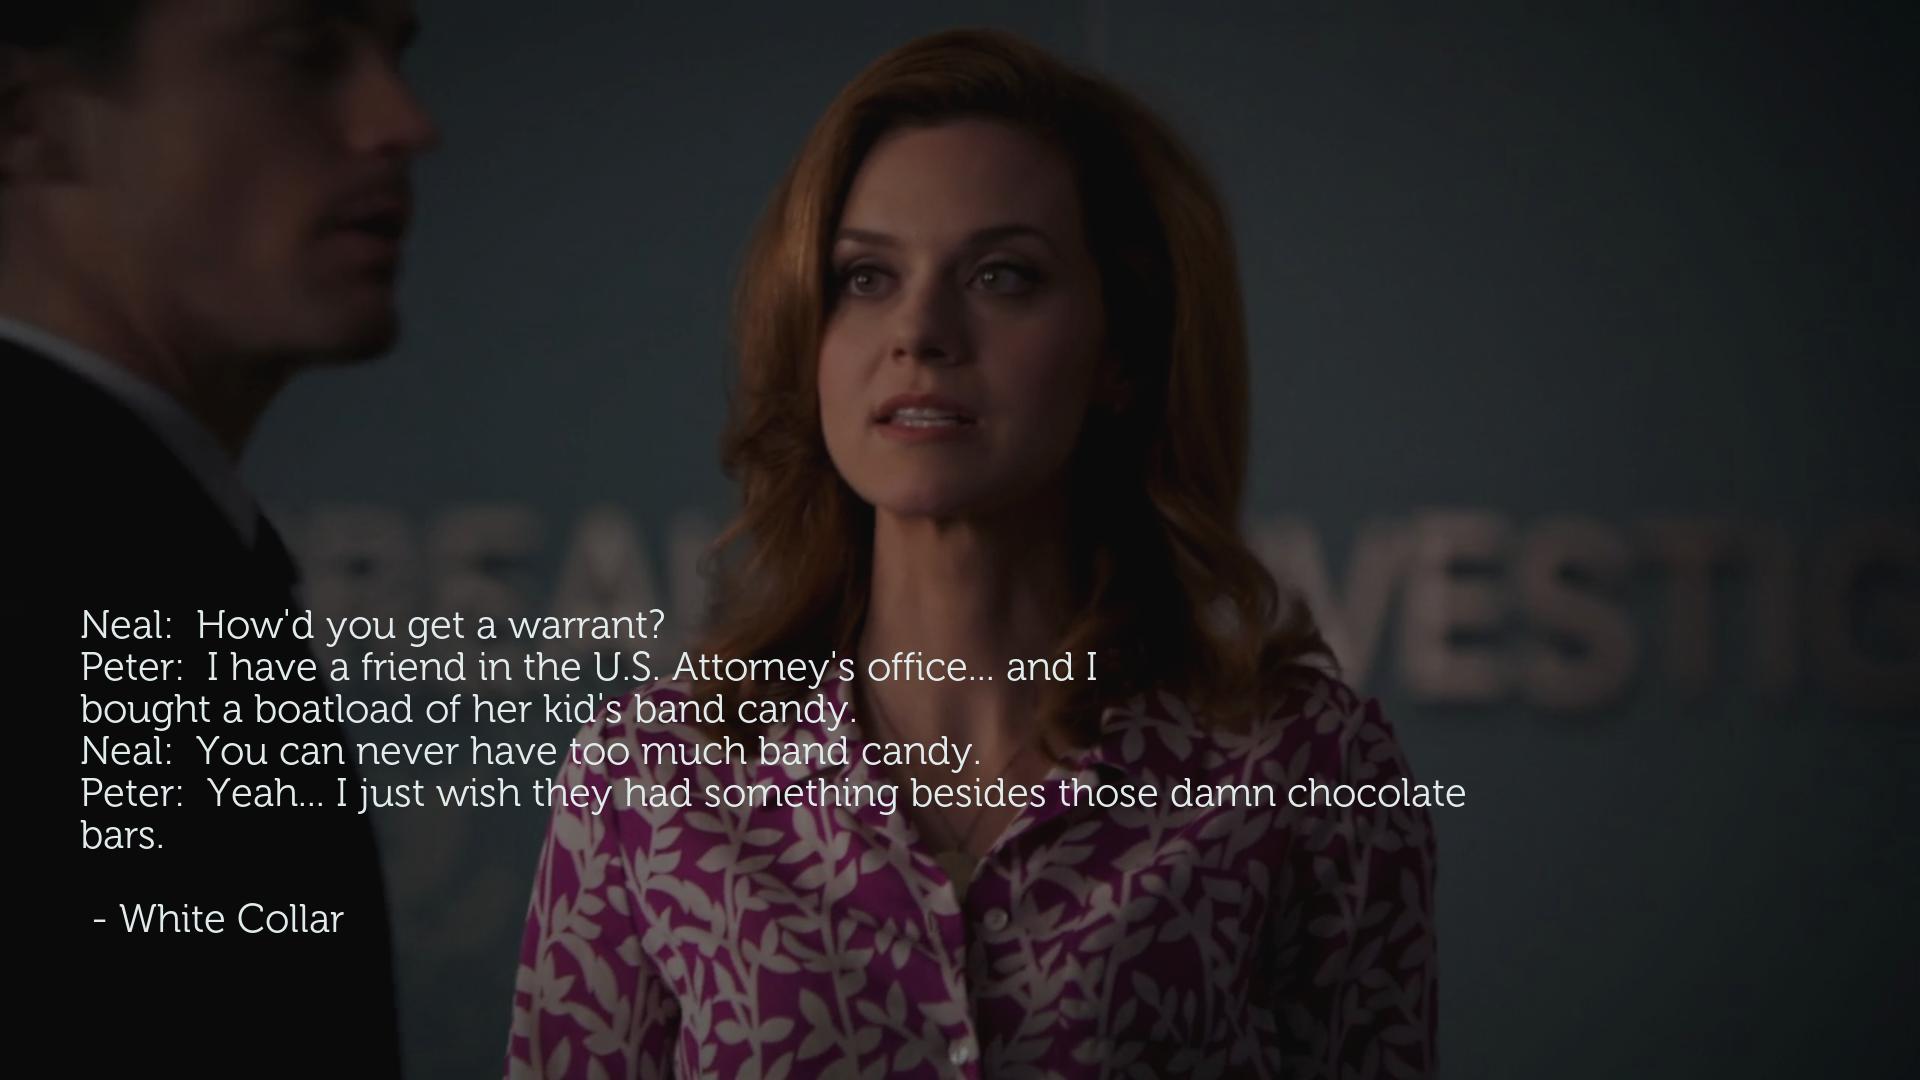 REAU
INVESTIG
Neal:  How'd you get a warrant?
Peter:  I have a friend in the U.S. Attorney's office... and I
bought a boatload of her kid's band candy.
Neal:  You can never have too much band candy.
Peter:  Yeah... I just wish they had something besides those damn chocolate
bars.
- White Collar